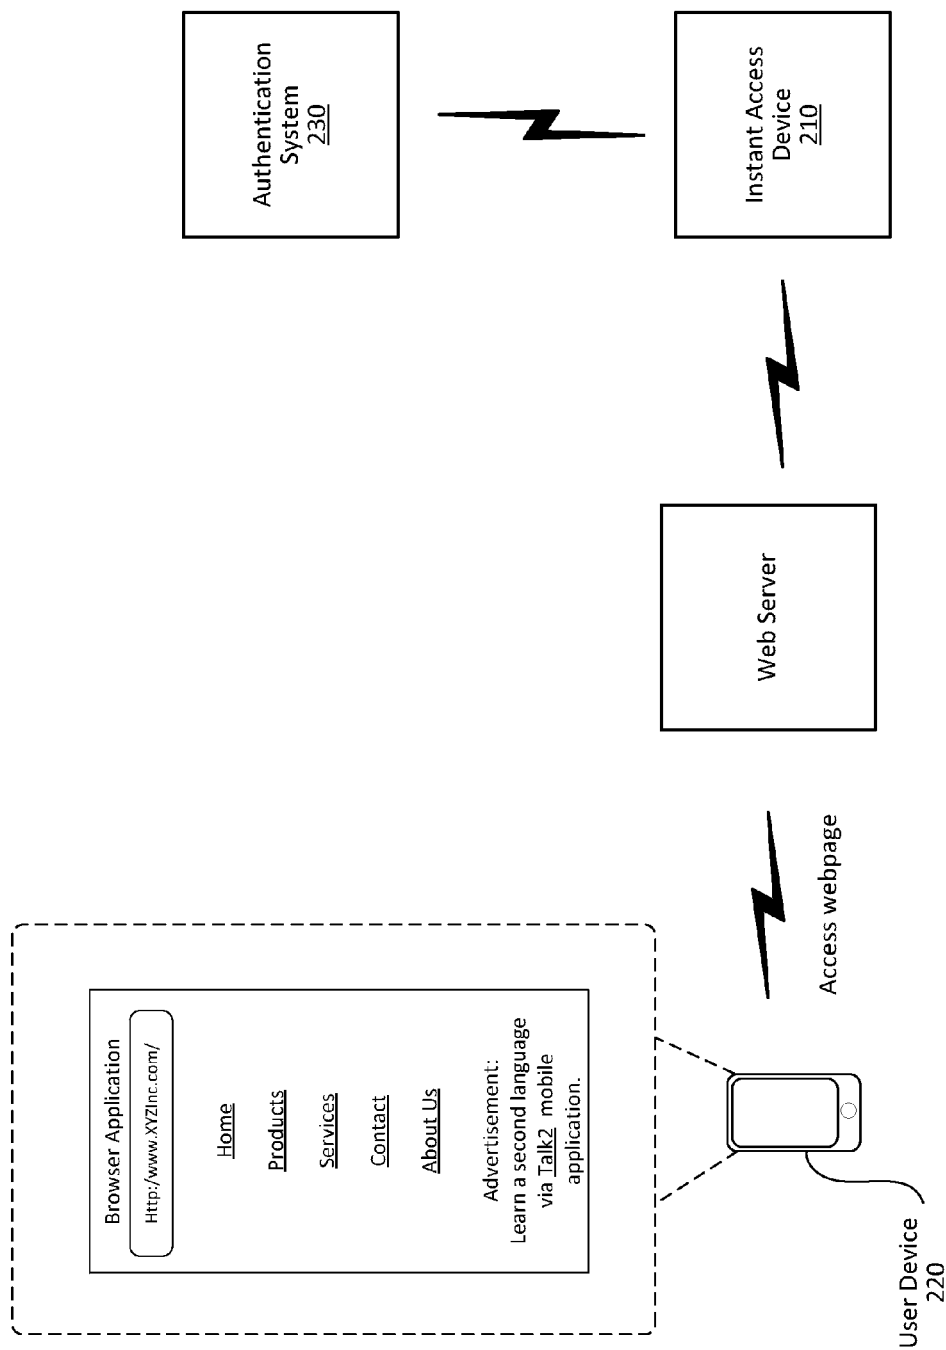 Browser Application
Http:/www.XYZInc.com/
Home
Products
Services
Contact
About Us
Advertisement:
Learn a second language
via Talk2 mobile
application.
User Device
220
Access webpage
Web Server
Authentication
System
230
Instant Access
Device
210